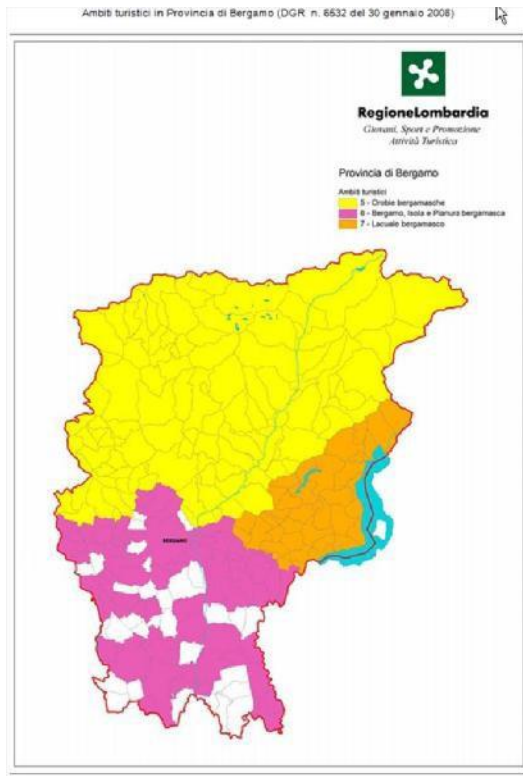 Ambiti turistici in Provincia di Bergamo (DGR n. 6532 del 30 gennaio 2008)
RegioneLombardia
Giovani, Sport e Promozione
Attività Turistica
Provincia di Bergamo
Ambiti turistici
5 - Orobie bergamasche
6 - Bergamo, Isola e Pianura bergamasca
7 - Lacuale bergamasco
BERGAMO